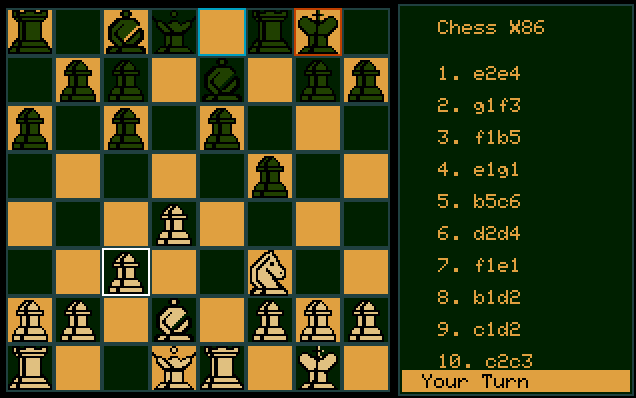 Chess X86
1. e2e4
2. g1f3
3. f1b5
4. e1g1
5. b5c6
6. d2d4
7. f1e1
8. b1d2
9. c1d2
10. c2c3
Your Turn